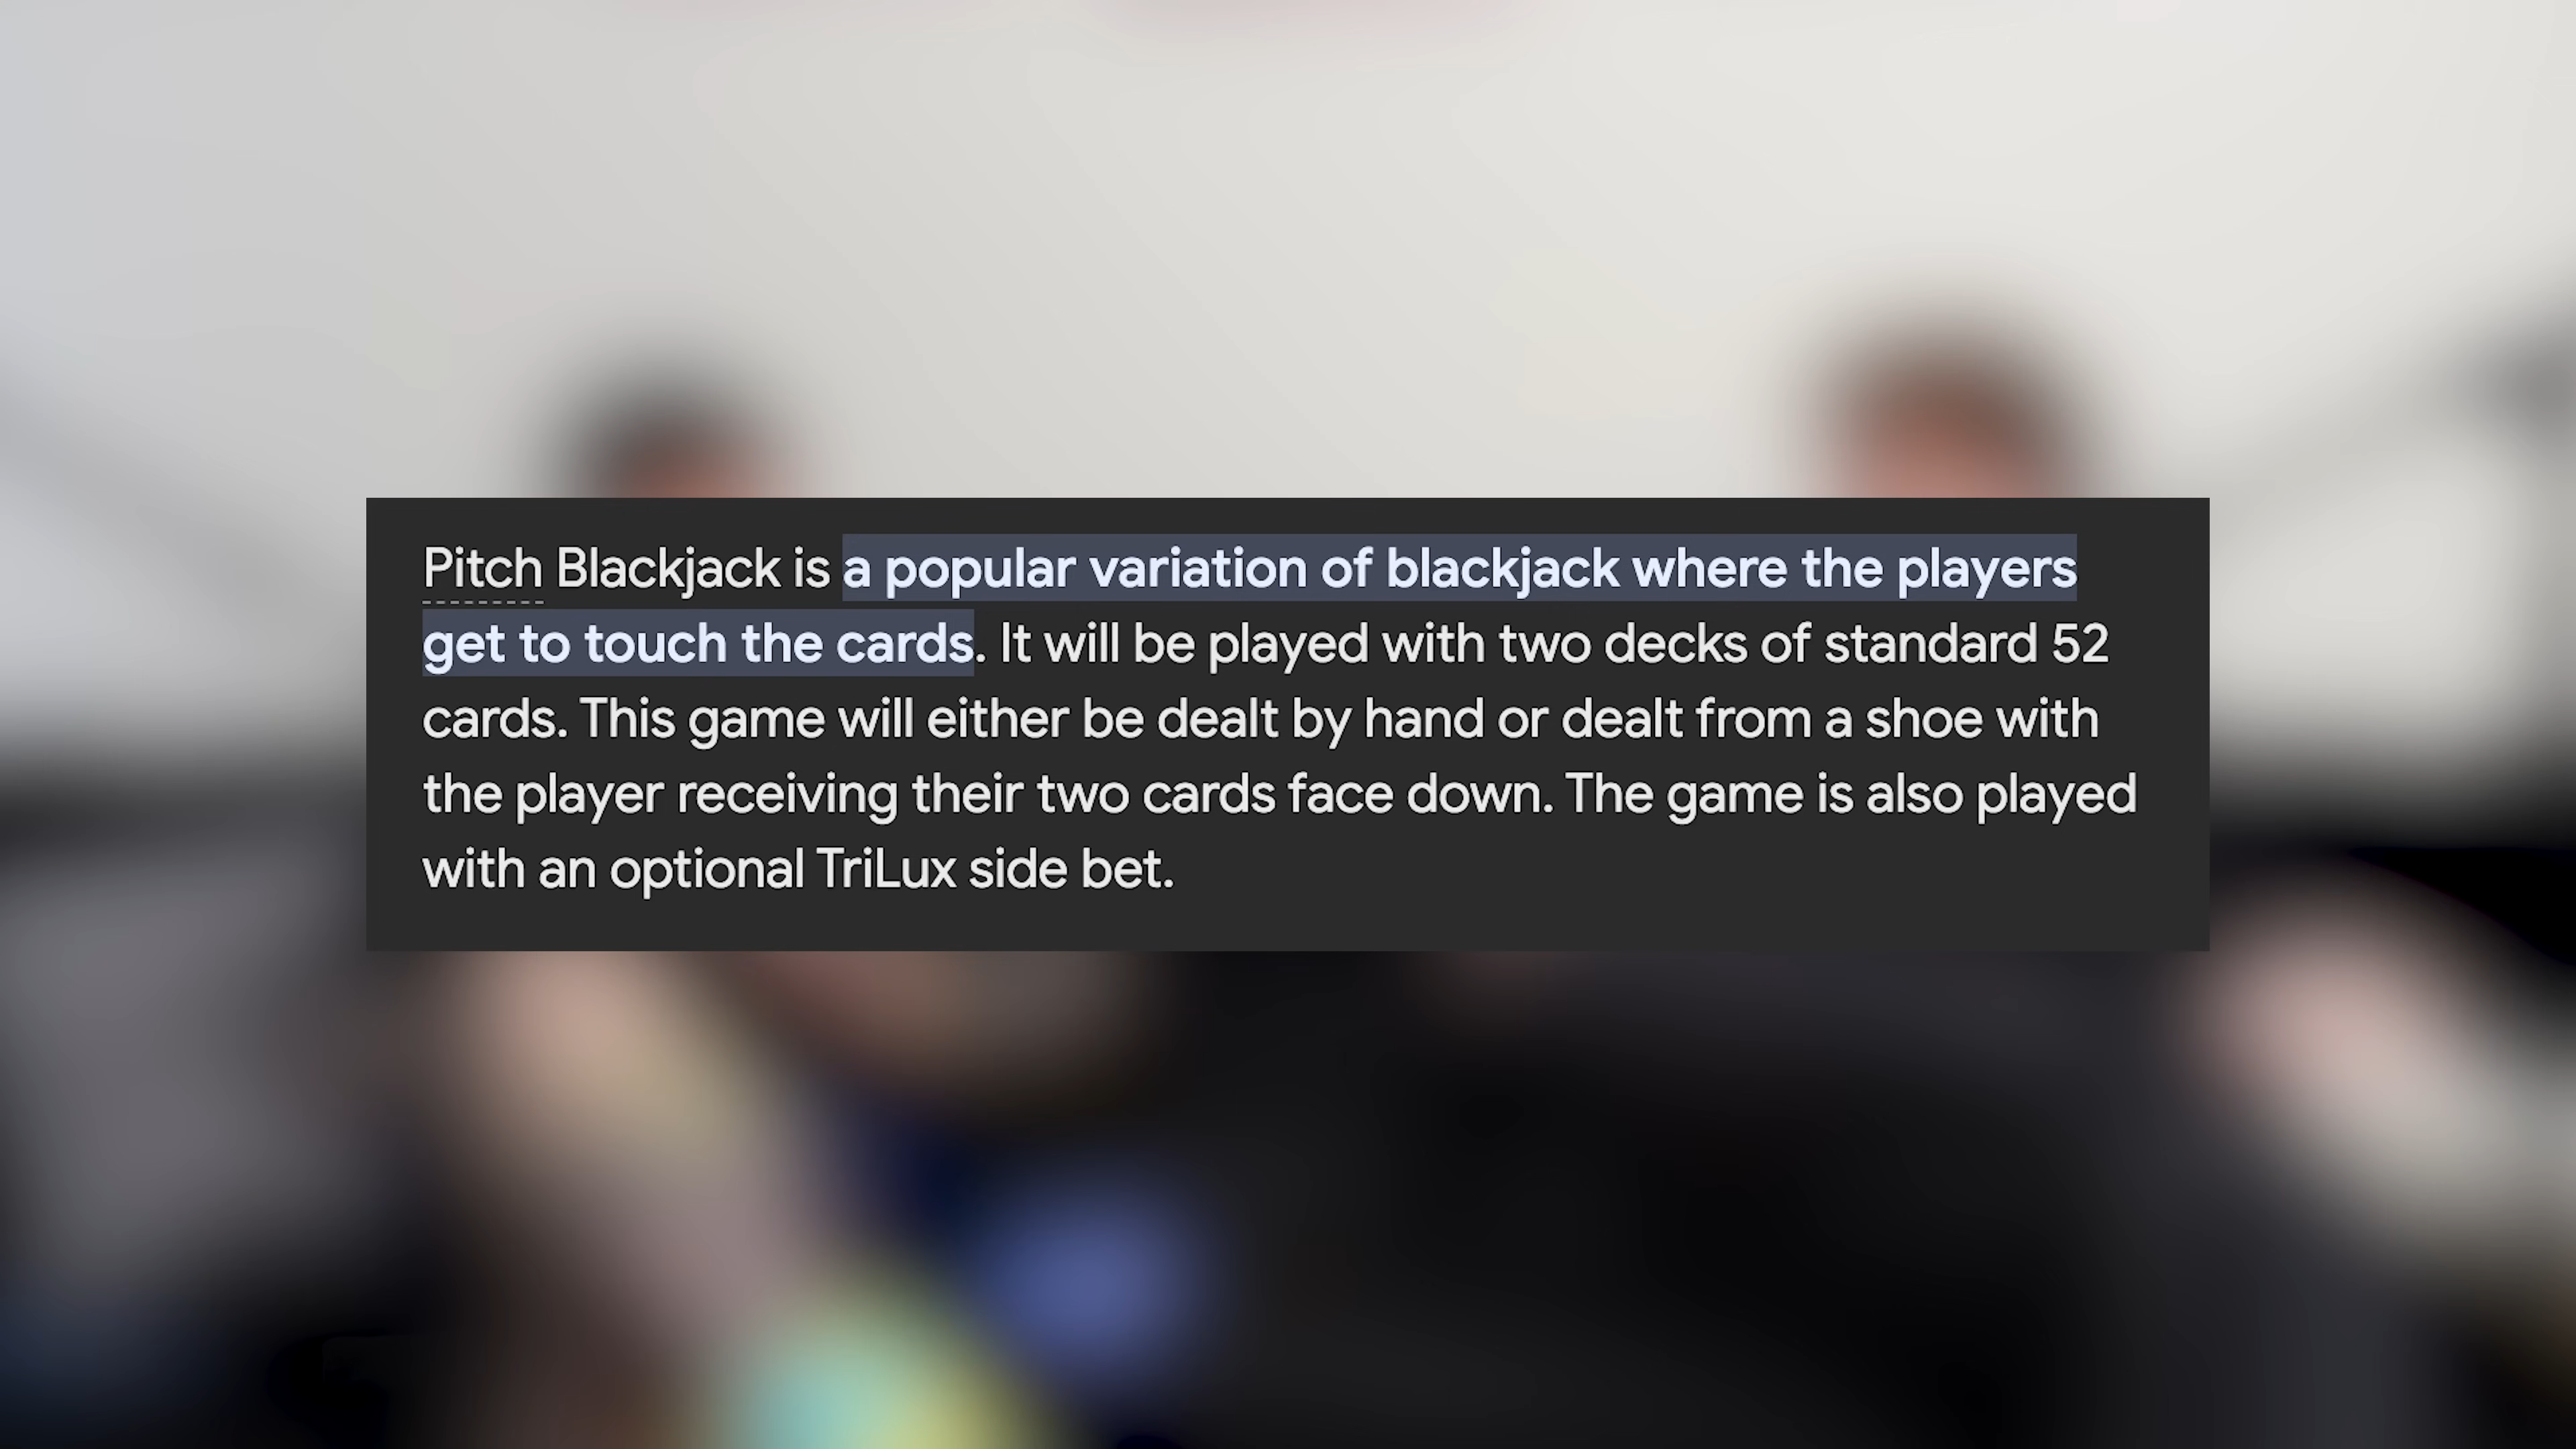 Pitch Blackjack is a popular variation of blackjack where the players
get to touch the cards. It will be played with two decks of standard 52
cards. This game will either be dealt by hand or dealt from a shoe with
the player receiving their two cards face down. The game is also played
with an optional TriLux side bet.